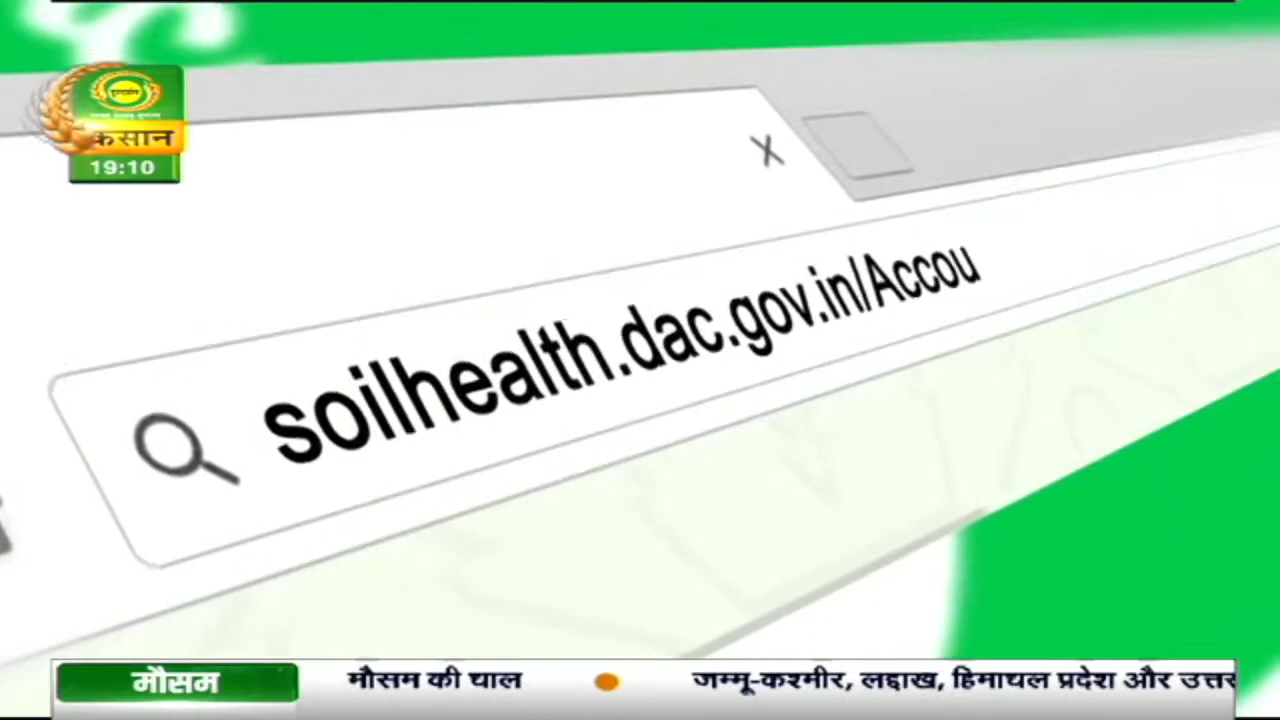 किसान
19:10
X
soilhealth.dac.gov.in/Accou
मौसम
मौसम की चाल
जम्मू-कश्मीर, लद्दाख, हिमाचल प्रदेश और उत्तर